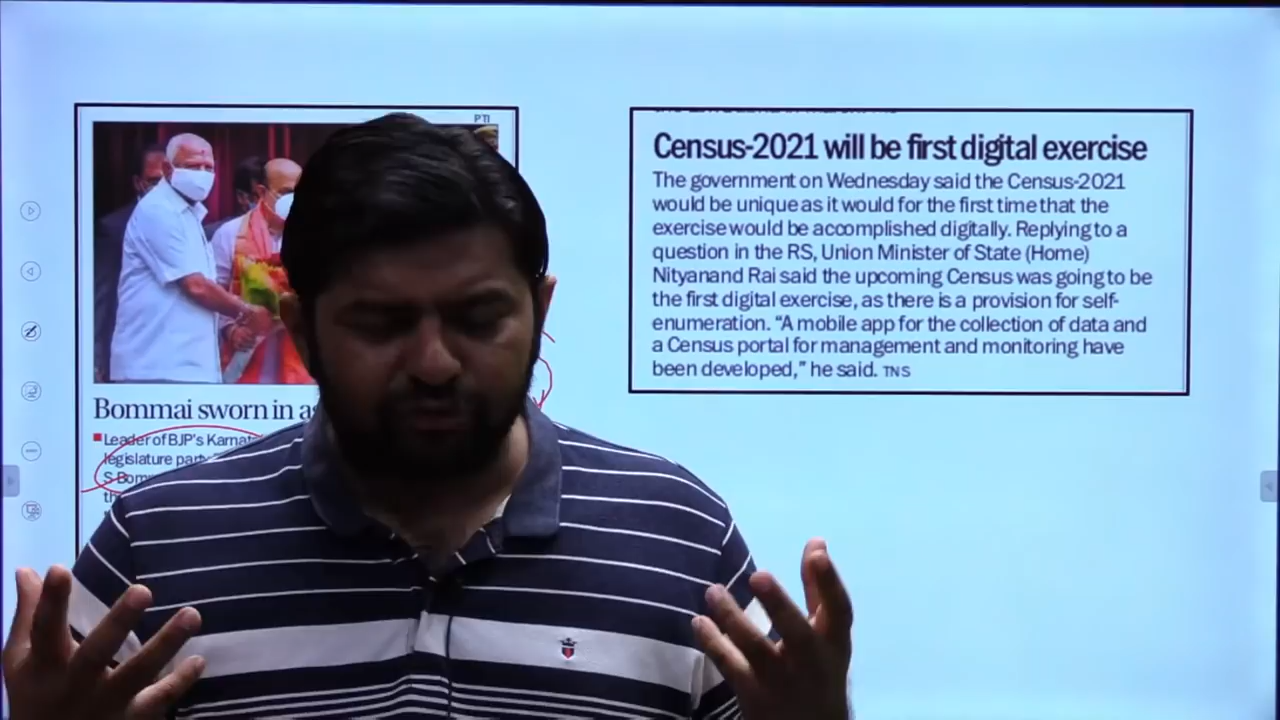 PTI
Bommai sworn in as
Leader of BJP's Karnat
legislature party
S Bom
th
Census-2021 will be first digital exercise
The government on Wednesday said the Census-2021
would be unique as it would for the first time that the
exercise would be accomplished digitally. Replying to a
question in the RS, Union Minister of State (Home)
Nityanand Rai said the upcoming Census was going to be
the first digital exercise, as there is a provision for self-
enumeration. “A mobile app for the collection of data and
a Census portal for management and monitoring have
been developed,” he said. TNS